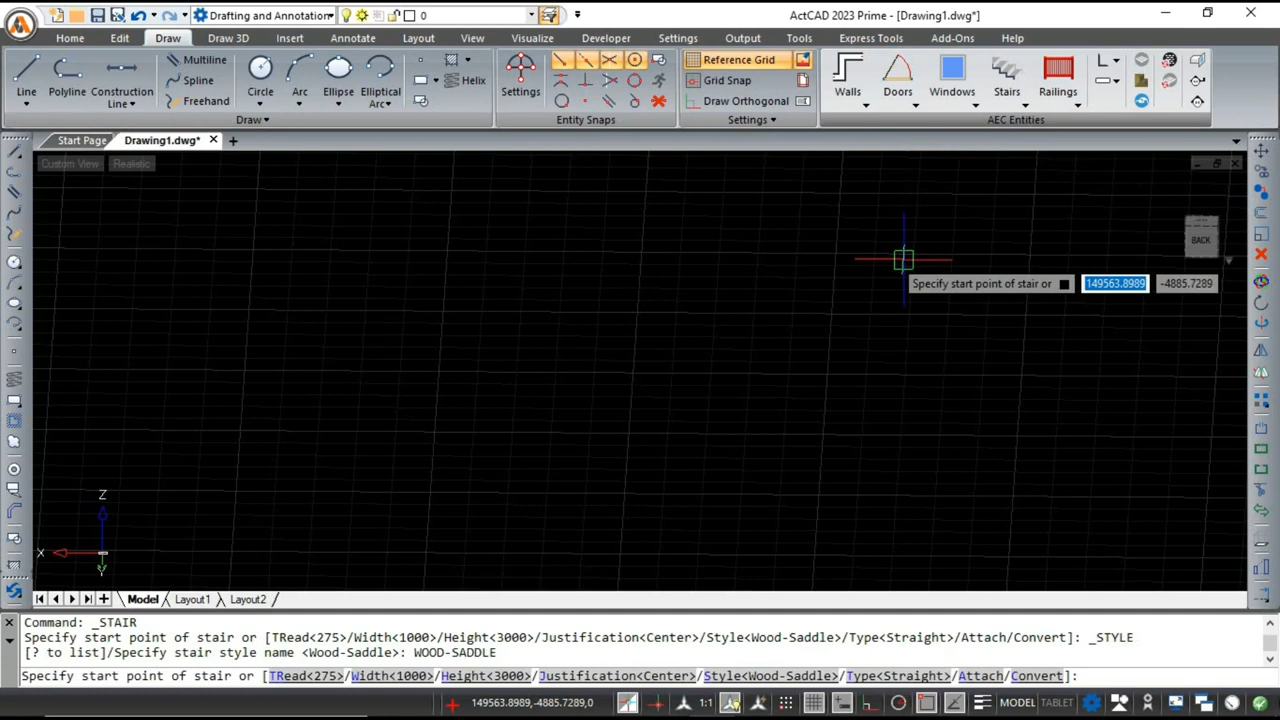 Drafting and Annotation
0
ActCAD 2023 Prime - [Drawing1.dwg*]
Home Edit Draw Draw 3D Insert Annotate Layout View Visualize Developer Settings Output Tools Express Tools Add-Ons Help
Line
Polyline
Construction
Line
Multiline
Spline
Freehand
Circle
Arc
Ellipse
Elliptical
Arc
Helix
Settings
Reference Grid
Grid Snap
Draw Orthogonal
Walls
Doors
Windows
Stairs
Railings
Draw
Entity Snaps
Settings
AEC Entities
Start Page
Drawing1.dwg*
Custom View
Realistic
BACK
Specify start point of stair or
149563.8989
-4885.7289
Z
X
Y
Model
Layout1
Layout2
Command: _STAIR
Specify start point of stair or [TRead<275>/Width<1000>/Height<3000>/Justification<Center>/Style<Wood-Saddle>/Type<Straight>/Attach/Convert]: _STYLE
[? to list]/Specify stair style name <Wood-Saddle>: WOOD-SADDLE
Specify start point of stair or [TRead<275>/Width<1000>/Height<3000>/Justification<Center>/Style<Wood-Saddle>/Type<Straight>/Attach/Convert]:
149563.8989,-4885.7289,0
1:1
MODEL
TABLET